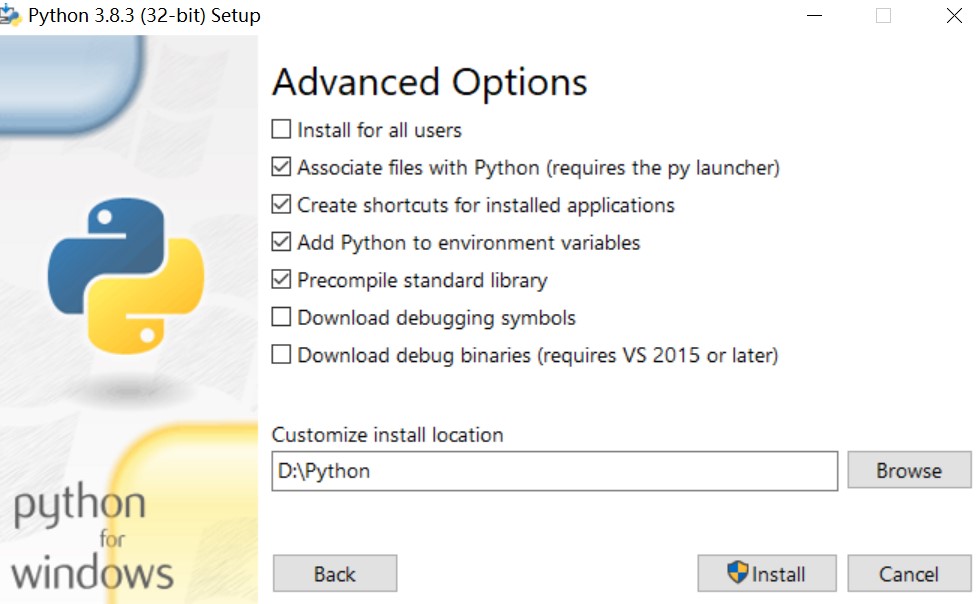 Python 3.8.3 (32-bit) Setup
Advanced Options
Install for all users
Associate files with Python (requires the py launcher)
Create shortcuts for installed applications
Add Python to environment variables
Precompile standard library
Download debugging symbols
Download debug binaries (requires VS 2015 or later)
Customize install location
D:\Python
Browse
python
for
windows
Back
Install
Cancel